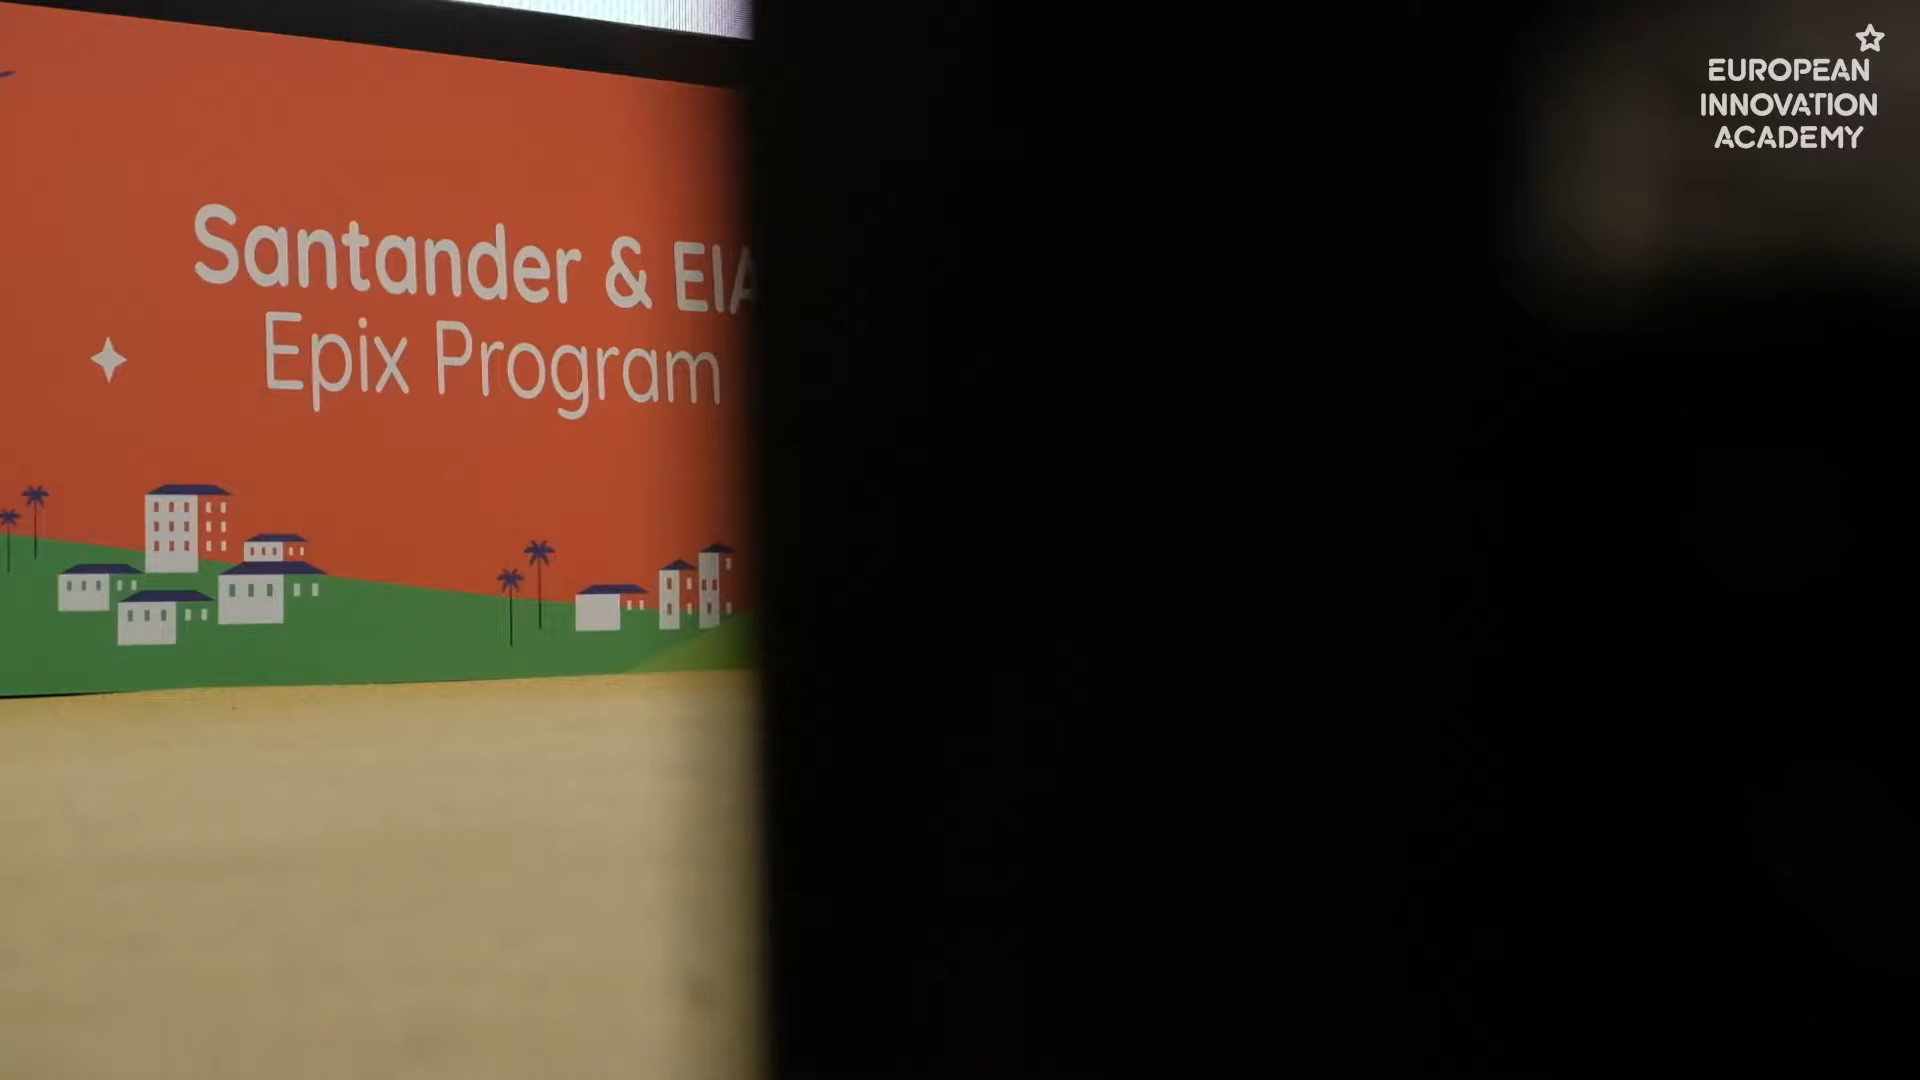 Santander & EIA
Epix Program
EUROPEAN
INNOVATION
ACADEMY